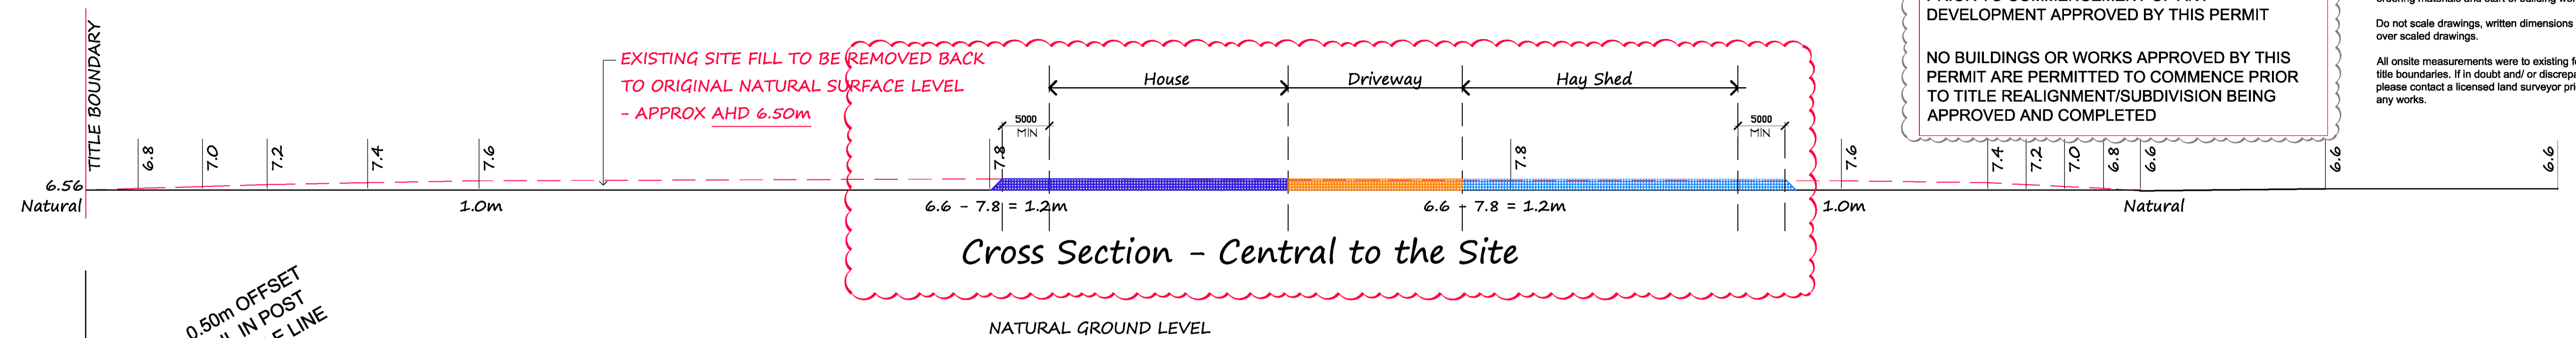 TITLE BOUNDARY
EXISTING SITE FILL TO BE REMOVED BACK
TO ORIGINAL NATURAL SURFACE LEVEL
- APPROX AHD 6.50m
House
Driveway
Hay Shed
5000
MIN
5000
MIN
6.8
7.0
7.2
7.4
7.6
7.8
7.8
7.6
7.4
7.2
7.0
6.8
6.6
6.6
6.6
6.56
Natural
1.0m
6.6 - 7.8 = 1.2m
6.6 - 7.8 = 1.2m
1.0m
Natural
Cross Section - Central to the Site
NATURAL GROUND LEVEL
0.50m OFFSET
IN POST
LINE
DEVELOPMENT APPROVED BY THIS PERMIT
NO BUILDINGS OR WORKS APPROVED BY THIS
PERMIT ARE PERMITTED TO COMMENCE PRIOR
TO TITLE REALIGNMENT/SUBDIVISION BEING
APPROVED AND COMPLETED
ordering materials and start of building
Do not scale drawings, written dimensions
over scaled drawings.
All onsite measurements were to existing
title boundaries. If in doubt and/ or
please contact a licensed land surveyor
any works.